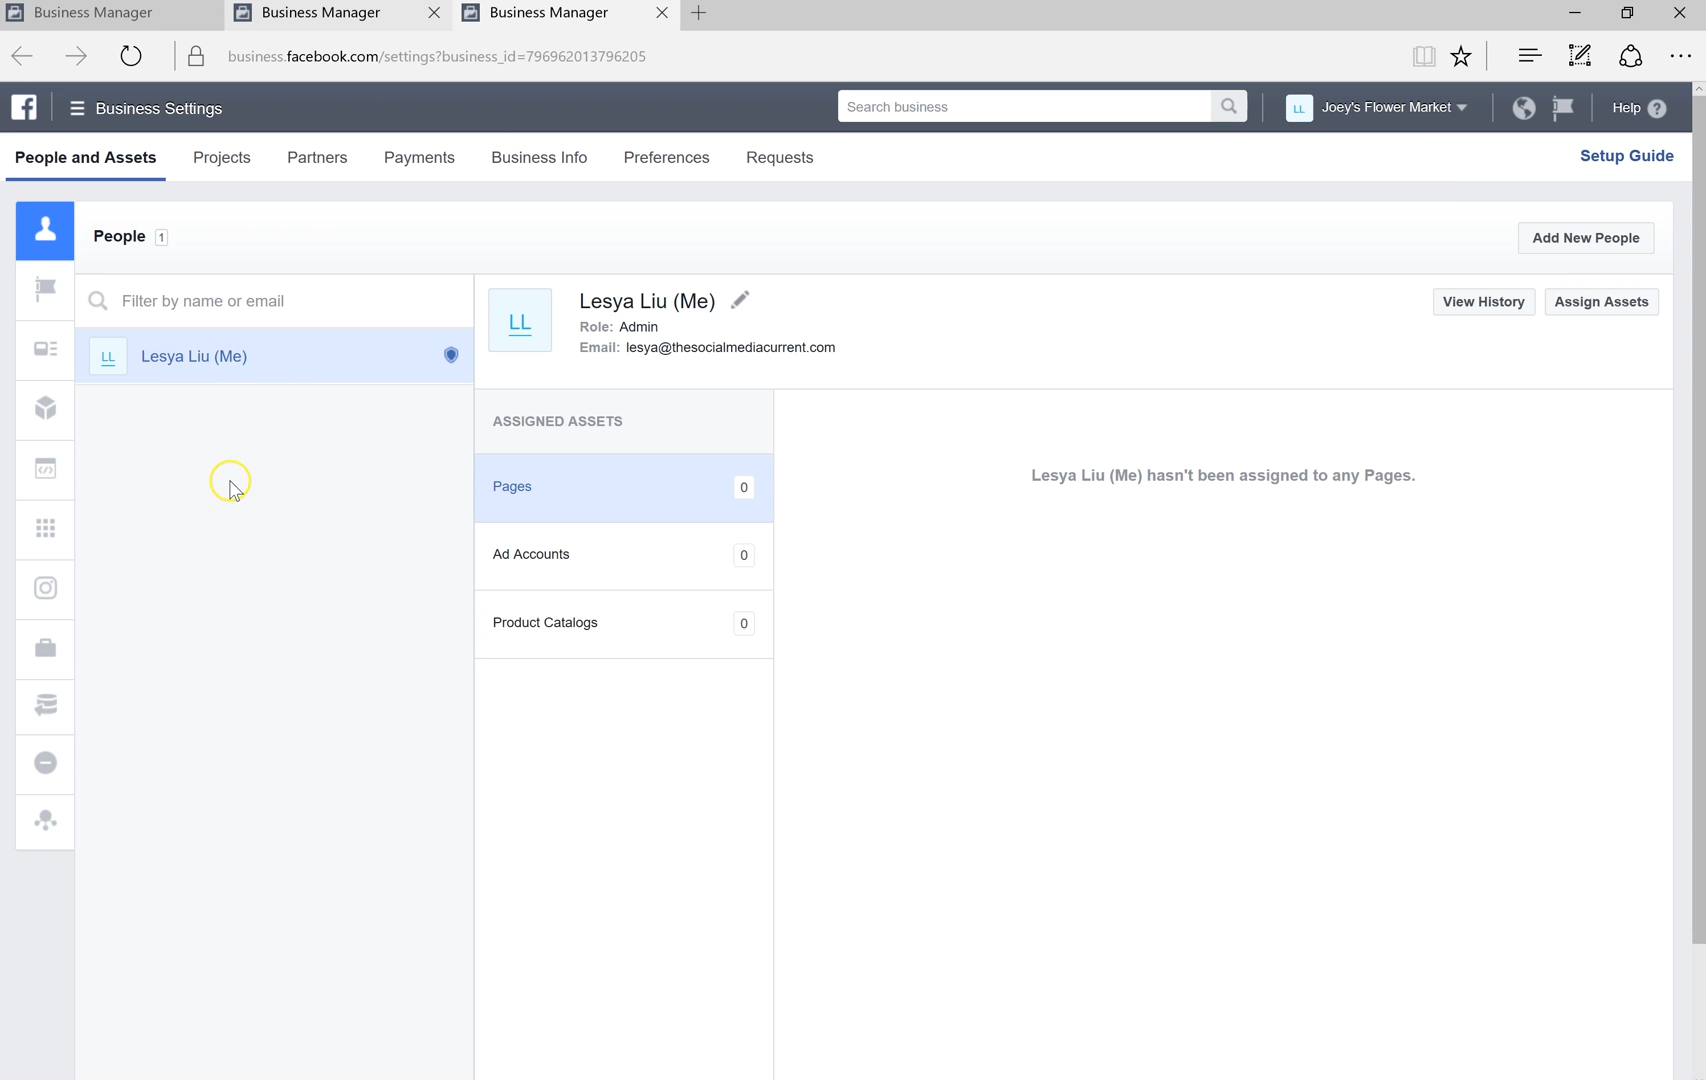 Business Manager
Business Manager
Business Manager
business.facebook.com/settings?business_id=796962013796205
Business Settings
Search business
LL
Joey's Flower Market
Help
?
People and Assets
Projects
Partners
Payments
Business Info
Preferences
Requests
Setup Guide
People 1
Add New People
Filter by name or email
LL
Lesya Liu (Me)
LL
Lesya Liu (Me)
Role: Admin
Email: lesya@thesocialmediacurrent.com
View History
Assign Assets
ASSIGNED ASSETS
Pages 0
Ad Accounts 0
Product Catalogs 0
Lesya Liu (Me) hasn't been assigned to any Pages.